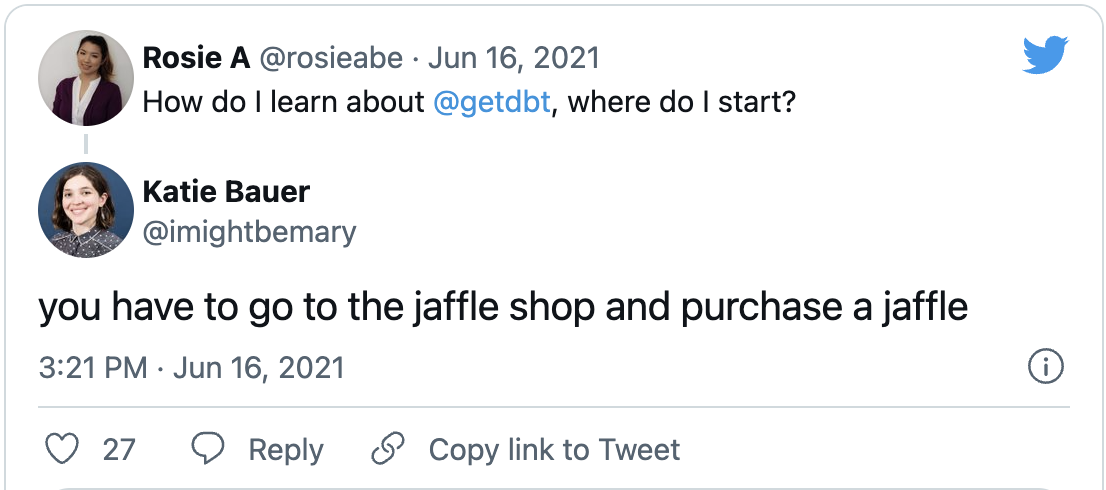 Rosie A @rosieabe · Jun 16, 2021
How do I learn about @getdbt, where do I start?
Katie Bauer
@imightbemary
you have to go to the jaffle shop and purchase a jaffle
3:21 PM · Jun 16, 2021
27 Reply Copy link to Tweet